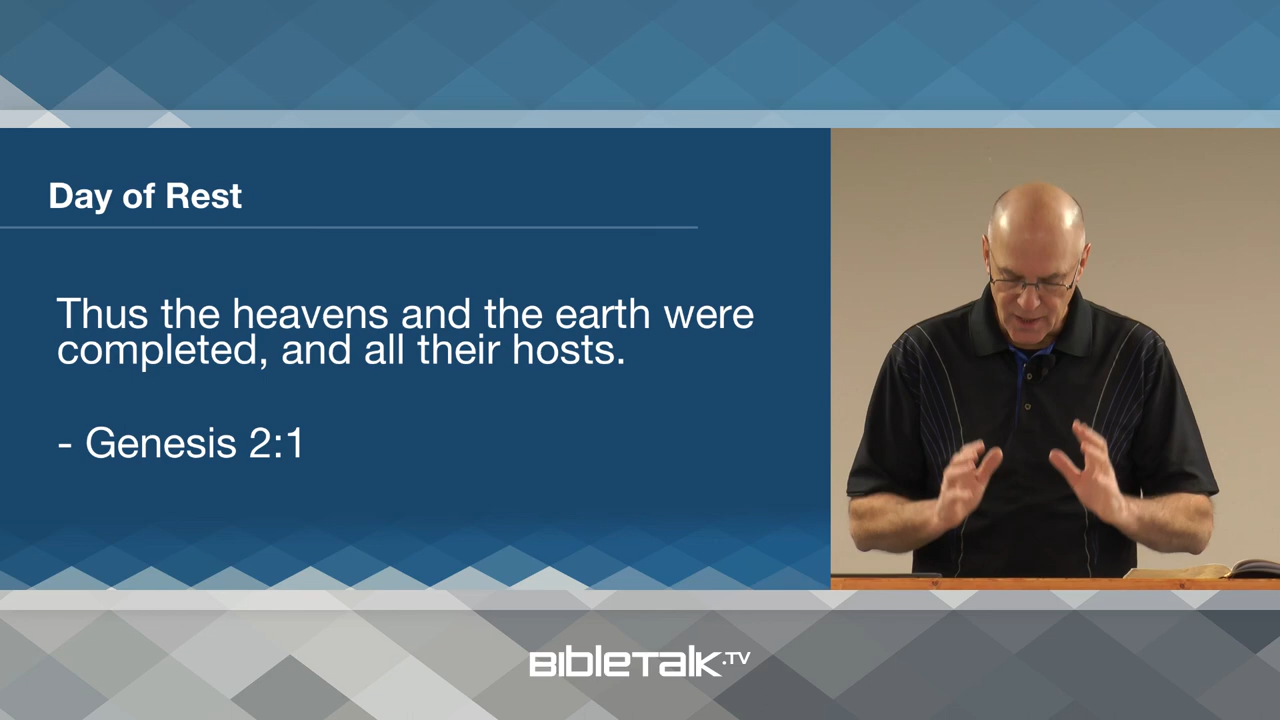 Day of Rest
Thus the heavens and the earth were
completed, and all their hosts.
- Genesis 2:1
BIBLETALK.TV